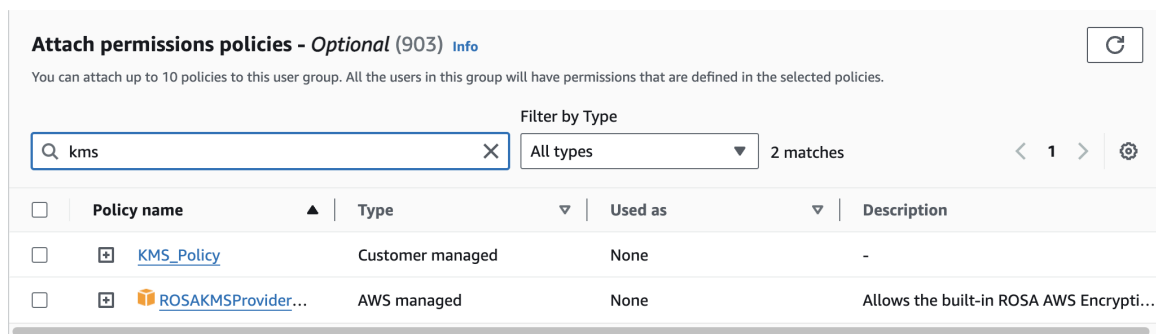 Attach permissions policies - Optional (903) Info
You can attach up to 10 policies to this user group. All the users in this group will have permissions that are defined in the selected policies.
Filter by Type
kms All types 2 matches 1
Policy name Type Used as Description
KMS_Policy Customer managed None -
ROSAKMSProvider... AWS managed None Allows the built-in ROSA AWS Encrypti...